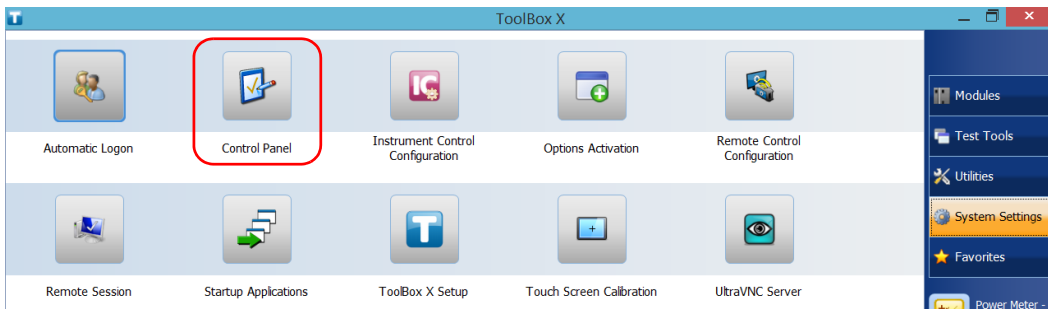 ToolBox X
Automatic Logon
Control Panel
IC
Instrument Control
Configuration
Options Activation
Remote Control
Configuration
Remote Session
Startup Applications
T
ToolBox X Setup
Touch Screen Calibration
UltraVNC Server
Modules
Test Tools
Utilities
System Settings
Favorites
Power Meter -